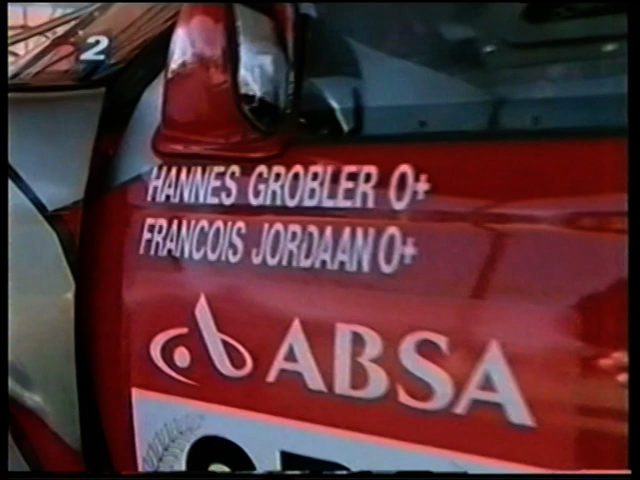 2
HANNES GROBLER O+
FRANCOIS JORDAAN O+
ABSA